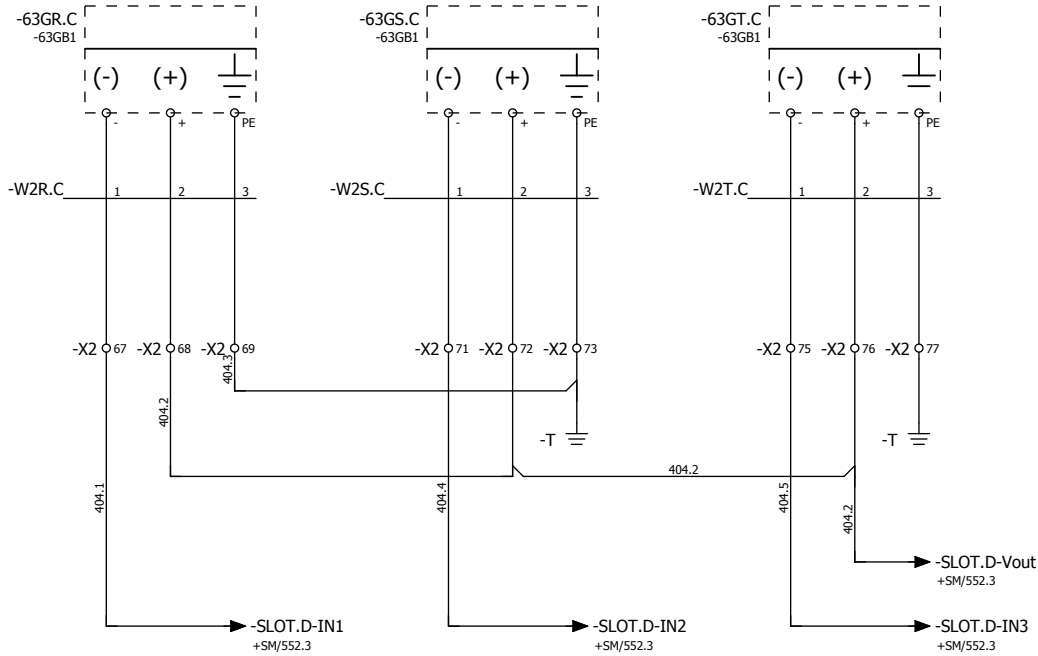 -63GR.C
-63GB1
-63GS.C
-63GB1
-63GT.C
-63GB1
(-) (+)
(-) (+)
(-) (+)
- + PE
- + PE
- + PE
-W2R.C 1 2 3
-W2S.C 1 2 3
-W2T.C 1 2 3
-X2 67 -X2 68 -X2 69
-X2 71 -X2 72 -X2 73
-X2 75 -X2 76 -X2 77
404.3
404.2
-T
-T
404.2
404.1
404.4
404.5
404.2
-SLOT.D-Vout
+SM/552.3
-SLOT.D-IN1
+SM/552.3
-SLOT.D-IN2
+SM/552.3
-SLOT.D-IN3
+SM/552.3